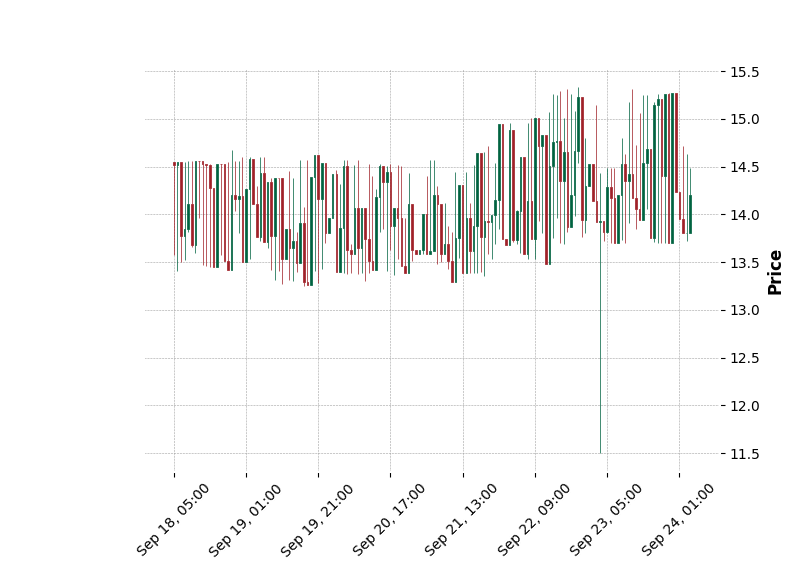 15.5
15.0
14.5
14.0
13.5
13.0
12.5
12.0
11.5
Price
Sep 18, 05:00
Sep 19, 01:00
Sep 19, 21:00
Sep 20, 17:00
Sep 21, 13:00
Sep 22, 09:00
Sep 23, 05:00
Sep 24, 01:00